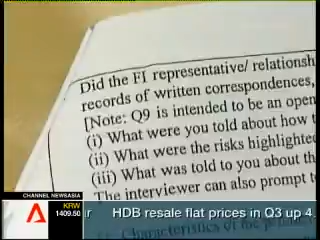 Did the FI representative/ relationsh
records of written correspondences,
[Note: Q9 is intended to be an open
(i) What were you told about how t
(ii) What were the risks highlighte
(iii) What was told to you about th
The interviewer can also prompt t
Characteristics of the
CHANNEL NEWSASIA
KRW
1409.50
ur
HDB resale flat prices in Q3 up 4